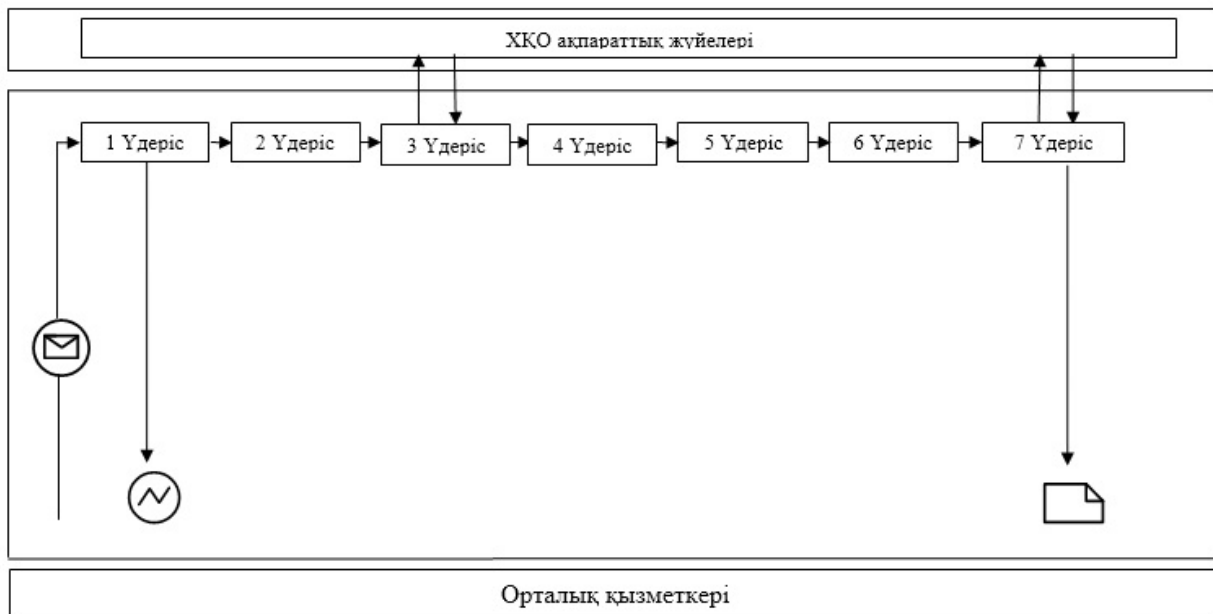 ХҚО ақпараттық жүйелері
1 Үдеріс
2 Үдеріс
3 Үдеріс
4 Үдеріс
5 Үдеріс
6 Үдеріс
7 Үдеріс
Орталық қызметкері